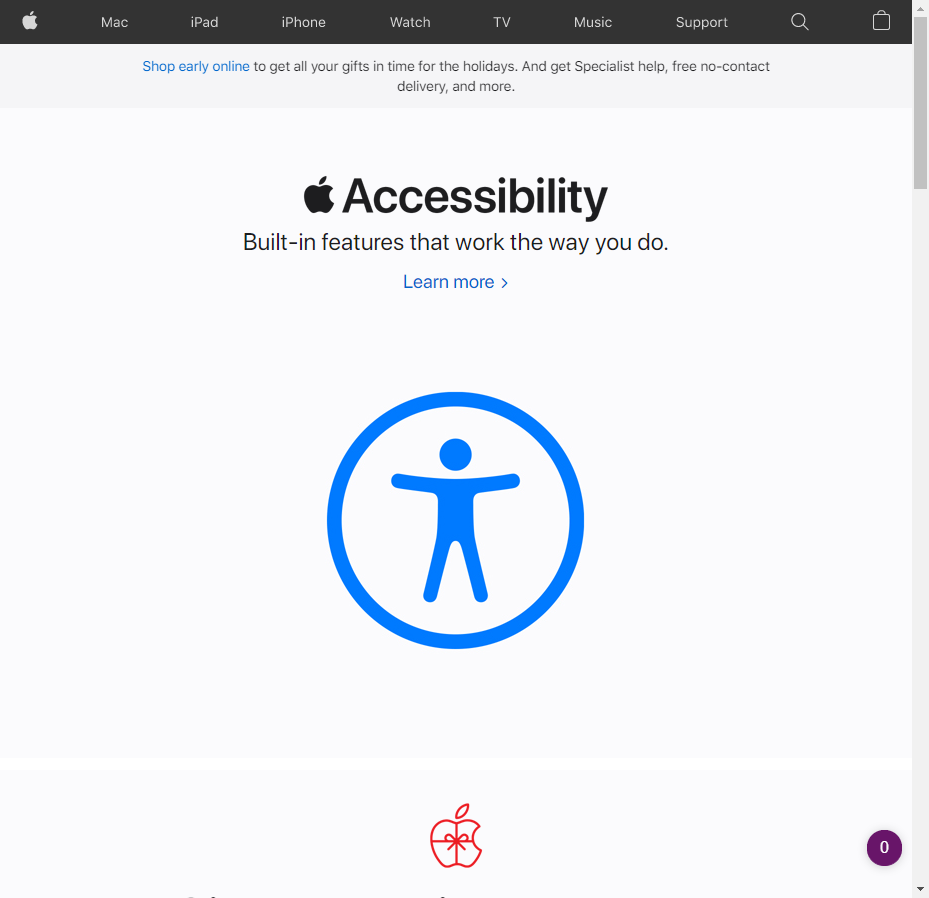 Mac iPad iPhone Watch TV Music Support
Shop early online to get all your gifts in time for the holidays. And get Specialist help, free no-contact
delivery, and more.
Accessibility
Built-in features that work the way you do.
Learn more >
0